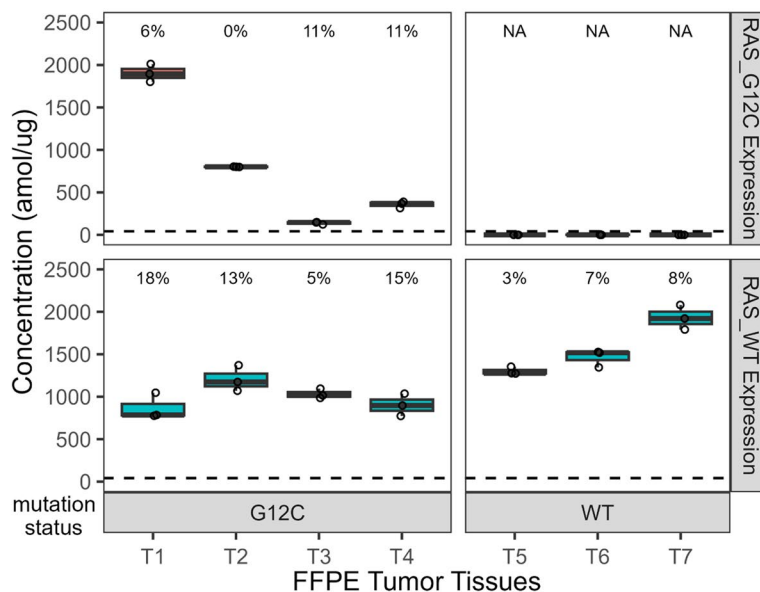 2500
2000
1500
1000
500
0
6% 0% 11% 11%
NA NA NA
RAS_G12C Expression
Concentration (amol/ug)
2500
2000
1500
1000
500
0
18% 13% 5% 15%
3% 7% 8%
RAS_WT Expression
mutation
status
G12C WT
T1 T2 T3 T4 T5 T6 T7
FFPE Tumor Tissues